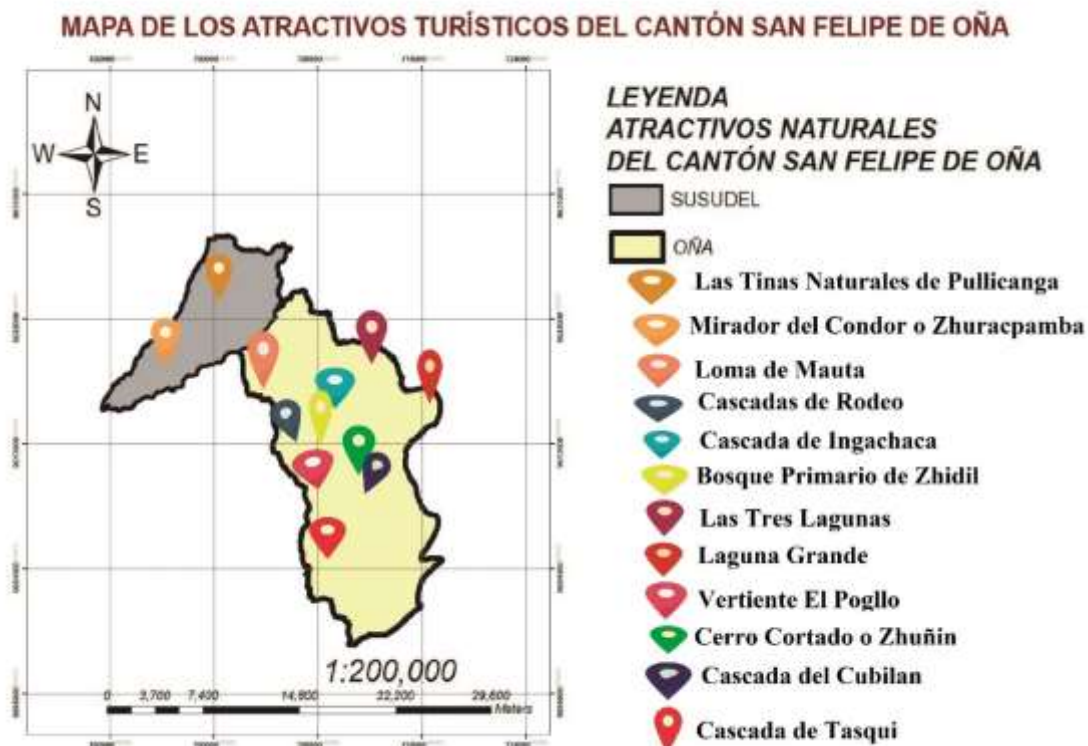 MAPA DE LOS ATRACTIVOS TURÍSTICOS DEL CANTÓN SAN FELIPE DE OÑA
N
W E
S
LEYENDA
ATRACTIVOS NATURALES
DEL CANTÓN SAN FELIPE DE OÑA
SUSUDEL
OÑA
Las Tinas Naturales de Pullicanga
Mirador del Condor o Zhuracpamba
Loma de Mauta
Cascadas de Rodeo
Cascada de Ingachaca
Bosque Primario de Zhidil
Las Tres Lagunas
Laguna Grande
Vertiente El Pogllo
Cerro Cortado o Zhuñin
Cascada del Cubilan
Cascada de Tasqui
1:200,000
0 3,700 7,400 14,800 22,200 29,600
Meters